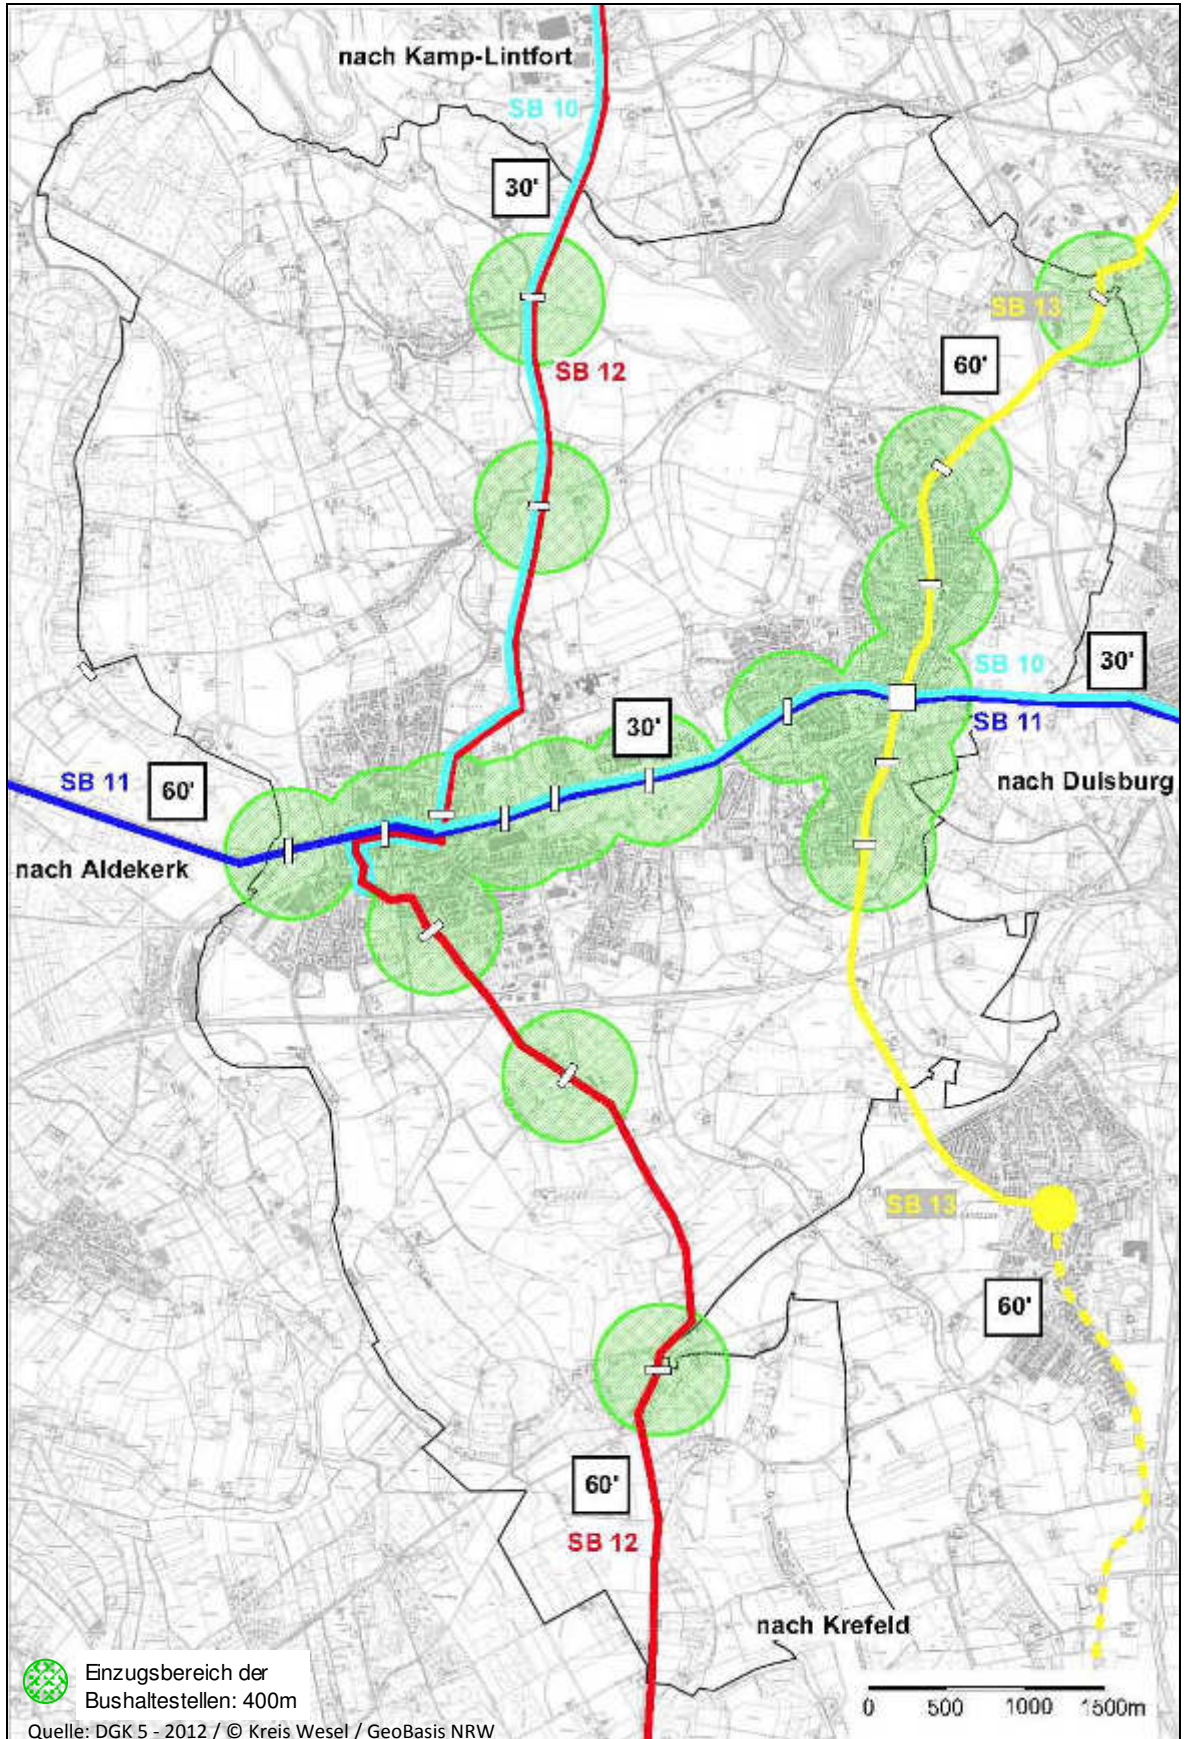 nach Kamp-Lintfort
SB 10
30'
SB 13
SB 12
60'
SB 10
30'
30'
SB 11
SB 11
60'
nach Duisburg
nach Aldekerk
SB 13
60'
60'
SB 12
nach Krefeld
Einzugsbereich der
Bushaltestellen: 400m
0 500 1000 1500m
Quelle: DGK 5 - 2012 / © Kreis Wesel / GeoBasis NRW